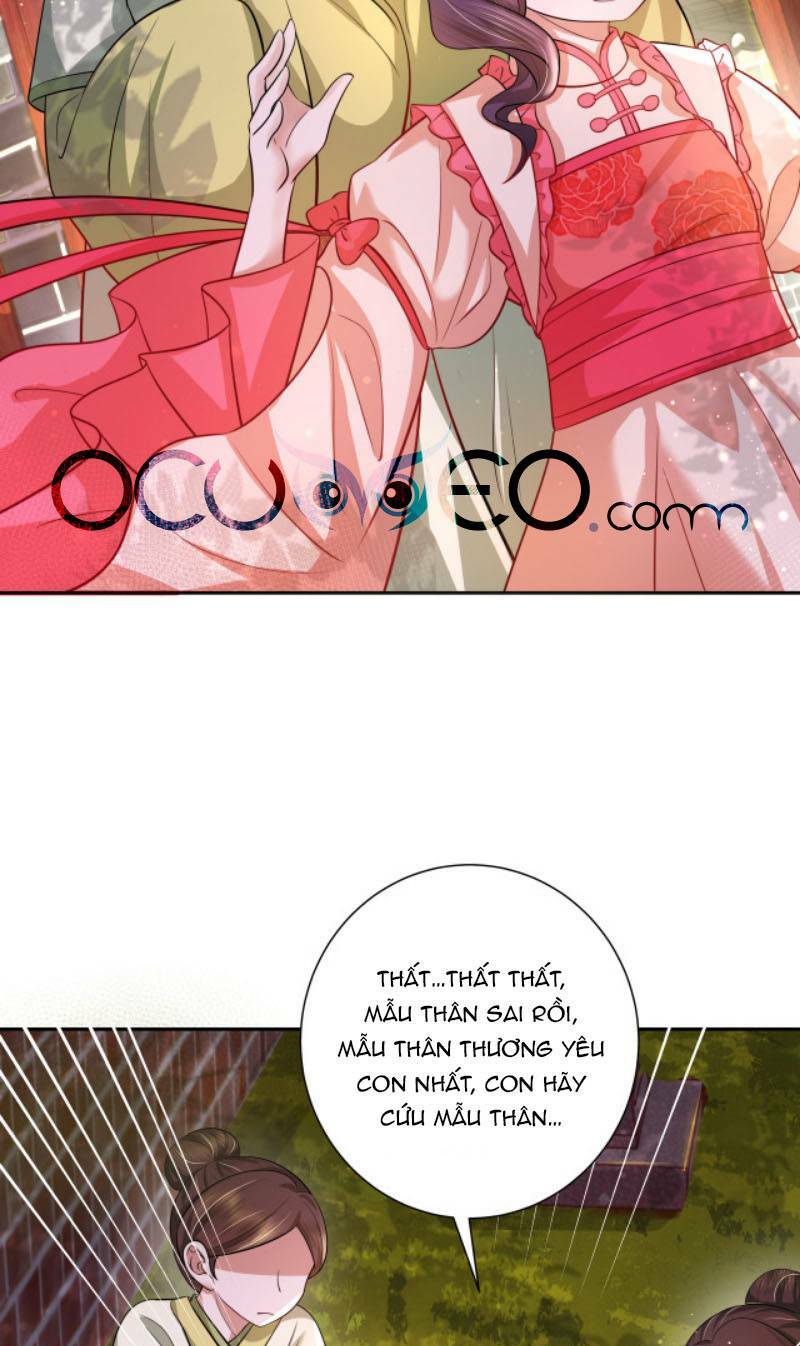 OCUMEO.com
THẤT...THẤT THẤT,
MẪU THÂN SAI RỒI,
MẪU THÂN THƯƠNG YÊU
CON NHẤT, CON HÃY
CỨU MẪU THÂN...